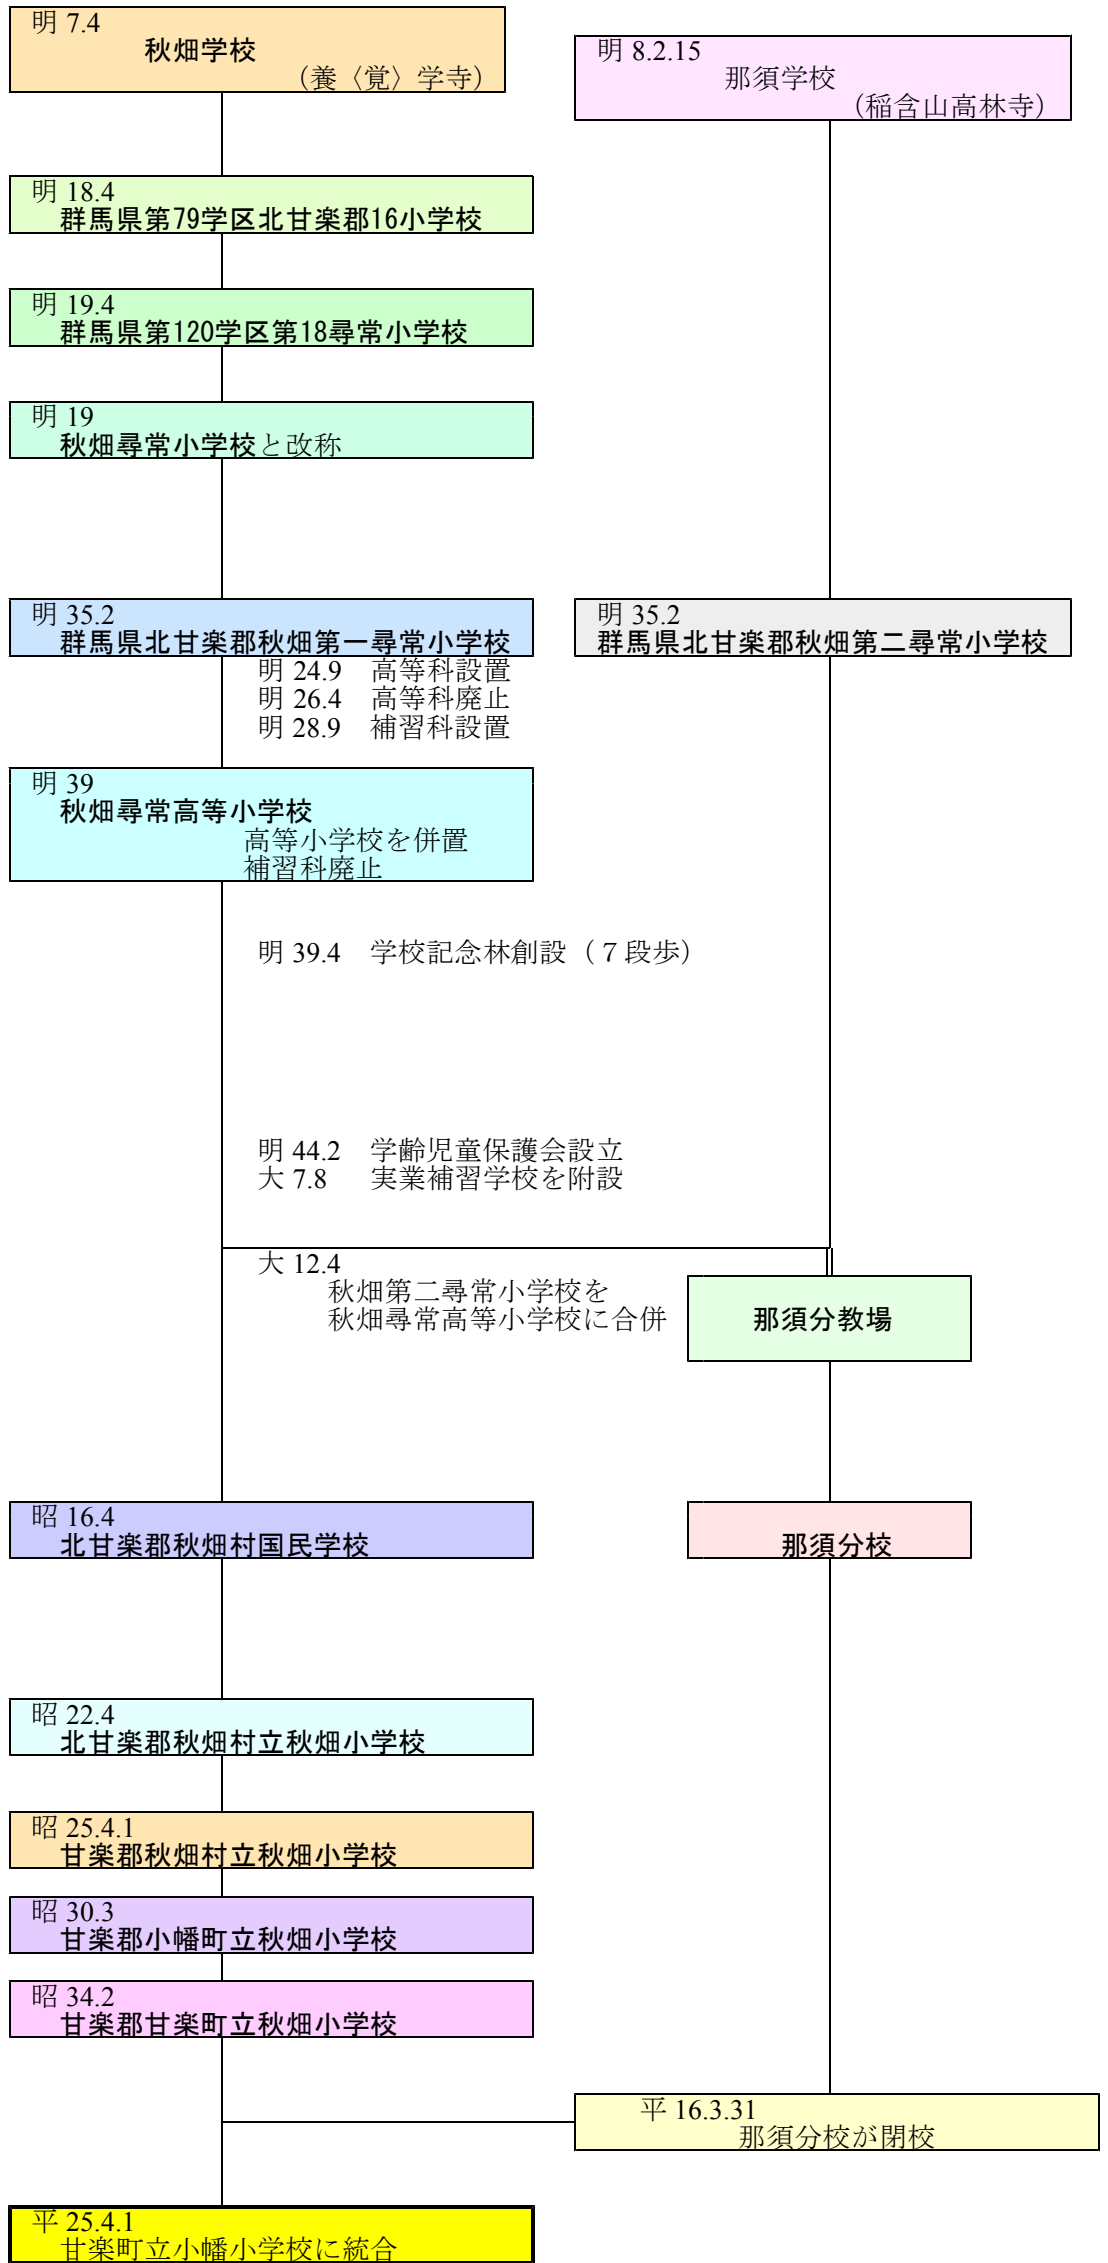 明 7.4
秋畑学校
（養〈覚〉学寺）
明 8.2.15
那須学校
（稲含山高林寺）
明 18.4
群馬県第79学区北甘楽郡16小学校
明 19.4
群馬県第120学区第18尋常小学校
明 19
秋畑尋常小学校と改称
明 35.2
群馬県北甘楽郡秋畑第一尋常小学校
明 35.2
群馬県北甘楽郡秋畑第二尋常小学校
明 24.9　高等科設置
明 26.4　高等科廃止
明 28.9　補習科設置
明 39
秋畑尋常高等小学校
高等小学校を併置
補習科廃止
明 39.4　学校記念林創設（７段歩）
明 44.2　学齢児童保護会設立
大 7.8　実業補習学校を附設
大 12.4
秋畑第二尋常小学校を
秋畑尋常高等小学校に合併
那須分教場
昭 16.4
北甘楽郡秋畑村国民学校
那須分校
昭 22.4
北甘楽郡秋畑村立秋畑小学校
昭 25.4.1
甘楽郡秋畑村立秋畑小学校
昭 30.3
甘楽郡小幡町立秋畑小学校
昭 34.2
甘楽郡甘楽町立秋畑小学校
平 16.3.31
那須分校が閉校
平 25.4.1
甘楽町立小幡小学校に統合